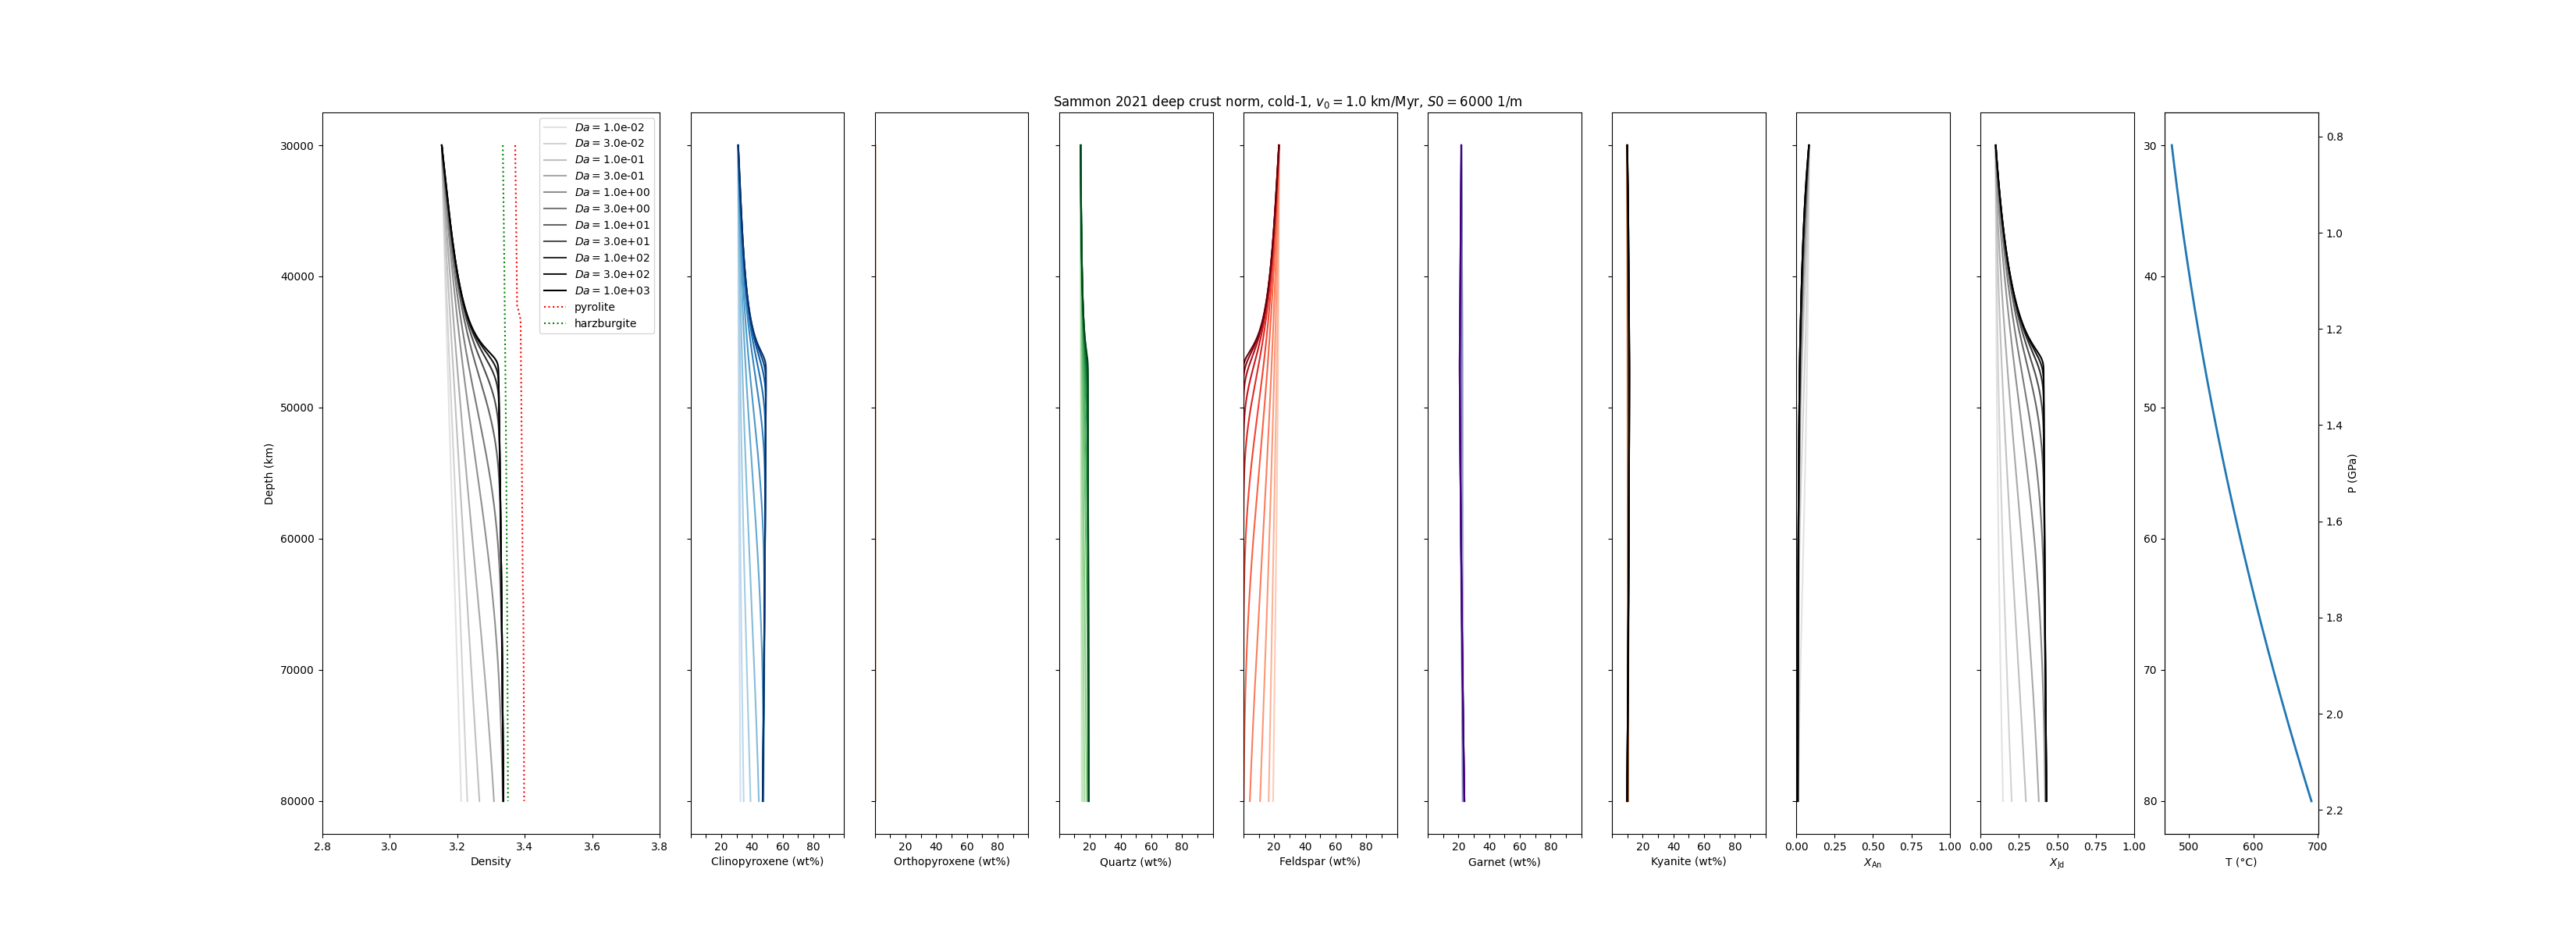 Sammon 2021 deep crust norm, cold-1, v₀ = 1.0 km/Myr, S0 = 6000 1/m
Da = 1.0e-02
Da = 3.0e-02
Da = 1.0e-01
Da = 3.0e-01
Da = 1.0e+00
Da = 3.0e+00
Da = 1.0e+01
Da = 3.0e+01
Da = 1.0e+02
Da = 3.0e+02
Da = 1.0e+03
pyrolite
harzburgite
Depth (km)
30000
40000
50000
60000
70000
80000
2.8 3.0 3.2 3.4 3.6 3.8
Density
20 40 60 80
Clinopyroxene (wt%)
20 40 60 80
Orthopyroxene (wt%)
20 40 60 80
Quartz (wt%)
20 40 60 80
Feldspar (wt%)
20 40 60 80
Garnet (wt%)
20 40 60 80
Kyanite (wt%)
0.00 0.25 0.50 0.75 1.00
X_An
0.00 0.25 0.50 0.75 1.00
X_Jd
30
40
50
60
70
80
500 600 700
T (°C)
0.8
1.0
1.2
1.4
1.6
1.8
2.0
2.2
P (GPa)